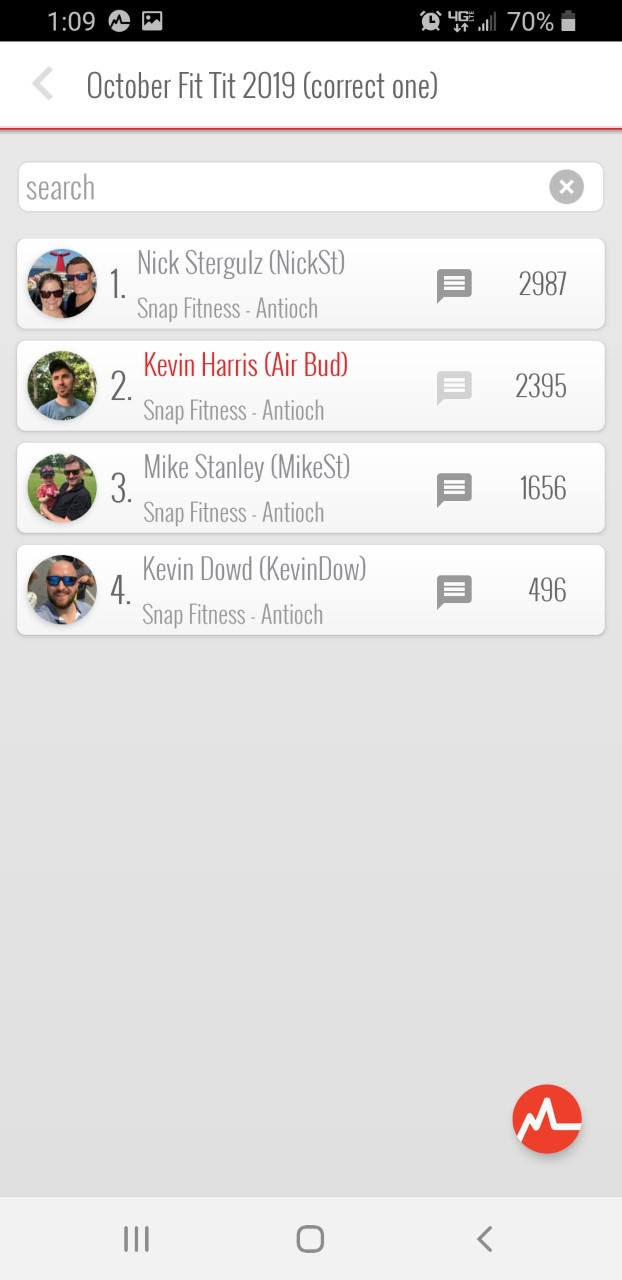 1:09
4G LTE 70%
October Fit Tit 2019 (correct one)
search
1. Nick Stergulz (NickSt) 2987
Snap Fitness - Antioch
2. Kevin Harris (Air Bud) 2395
Snap Fitness - Antioch
3. Mike Stanley (MikeSt) 1656
Snap Fitness - Antioch
4. Kevin Dowd (KevinDow) 496
Snap Fitness - Antioch